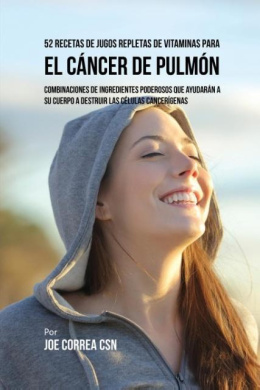 52 RECETAS DE JUGOS REPLETAS DE VITAMINAS PARA
EL CÁNCER DE PULMÓN
COMBINACIONES DE INGREDIENTES PODEROSOS QUE AYUDARÁN A
SU CUERPO A DESTRUIR LAS CÉLULAS CANCERÍGENAS
Por
JOE CORREA CSN